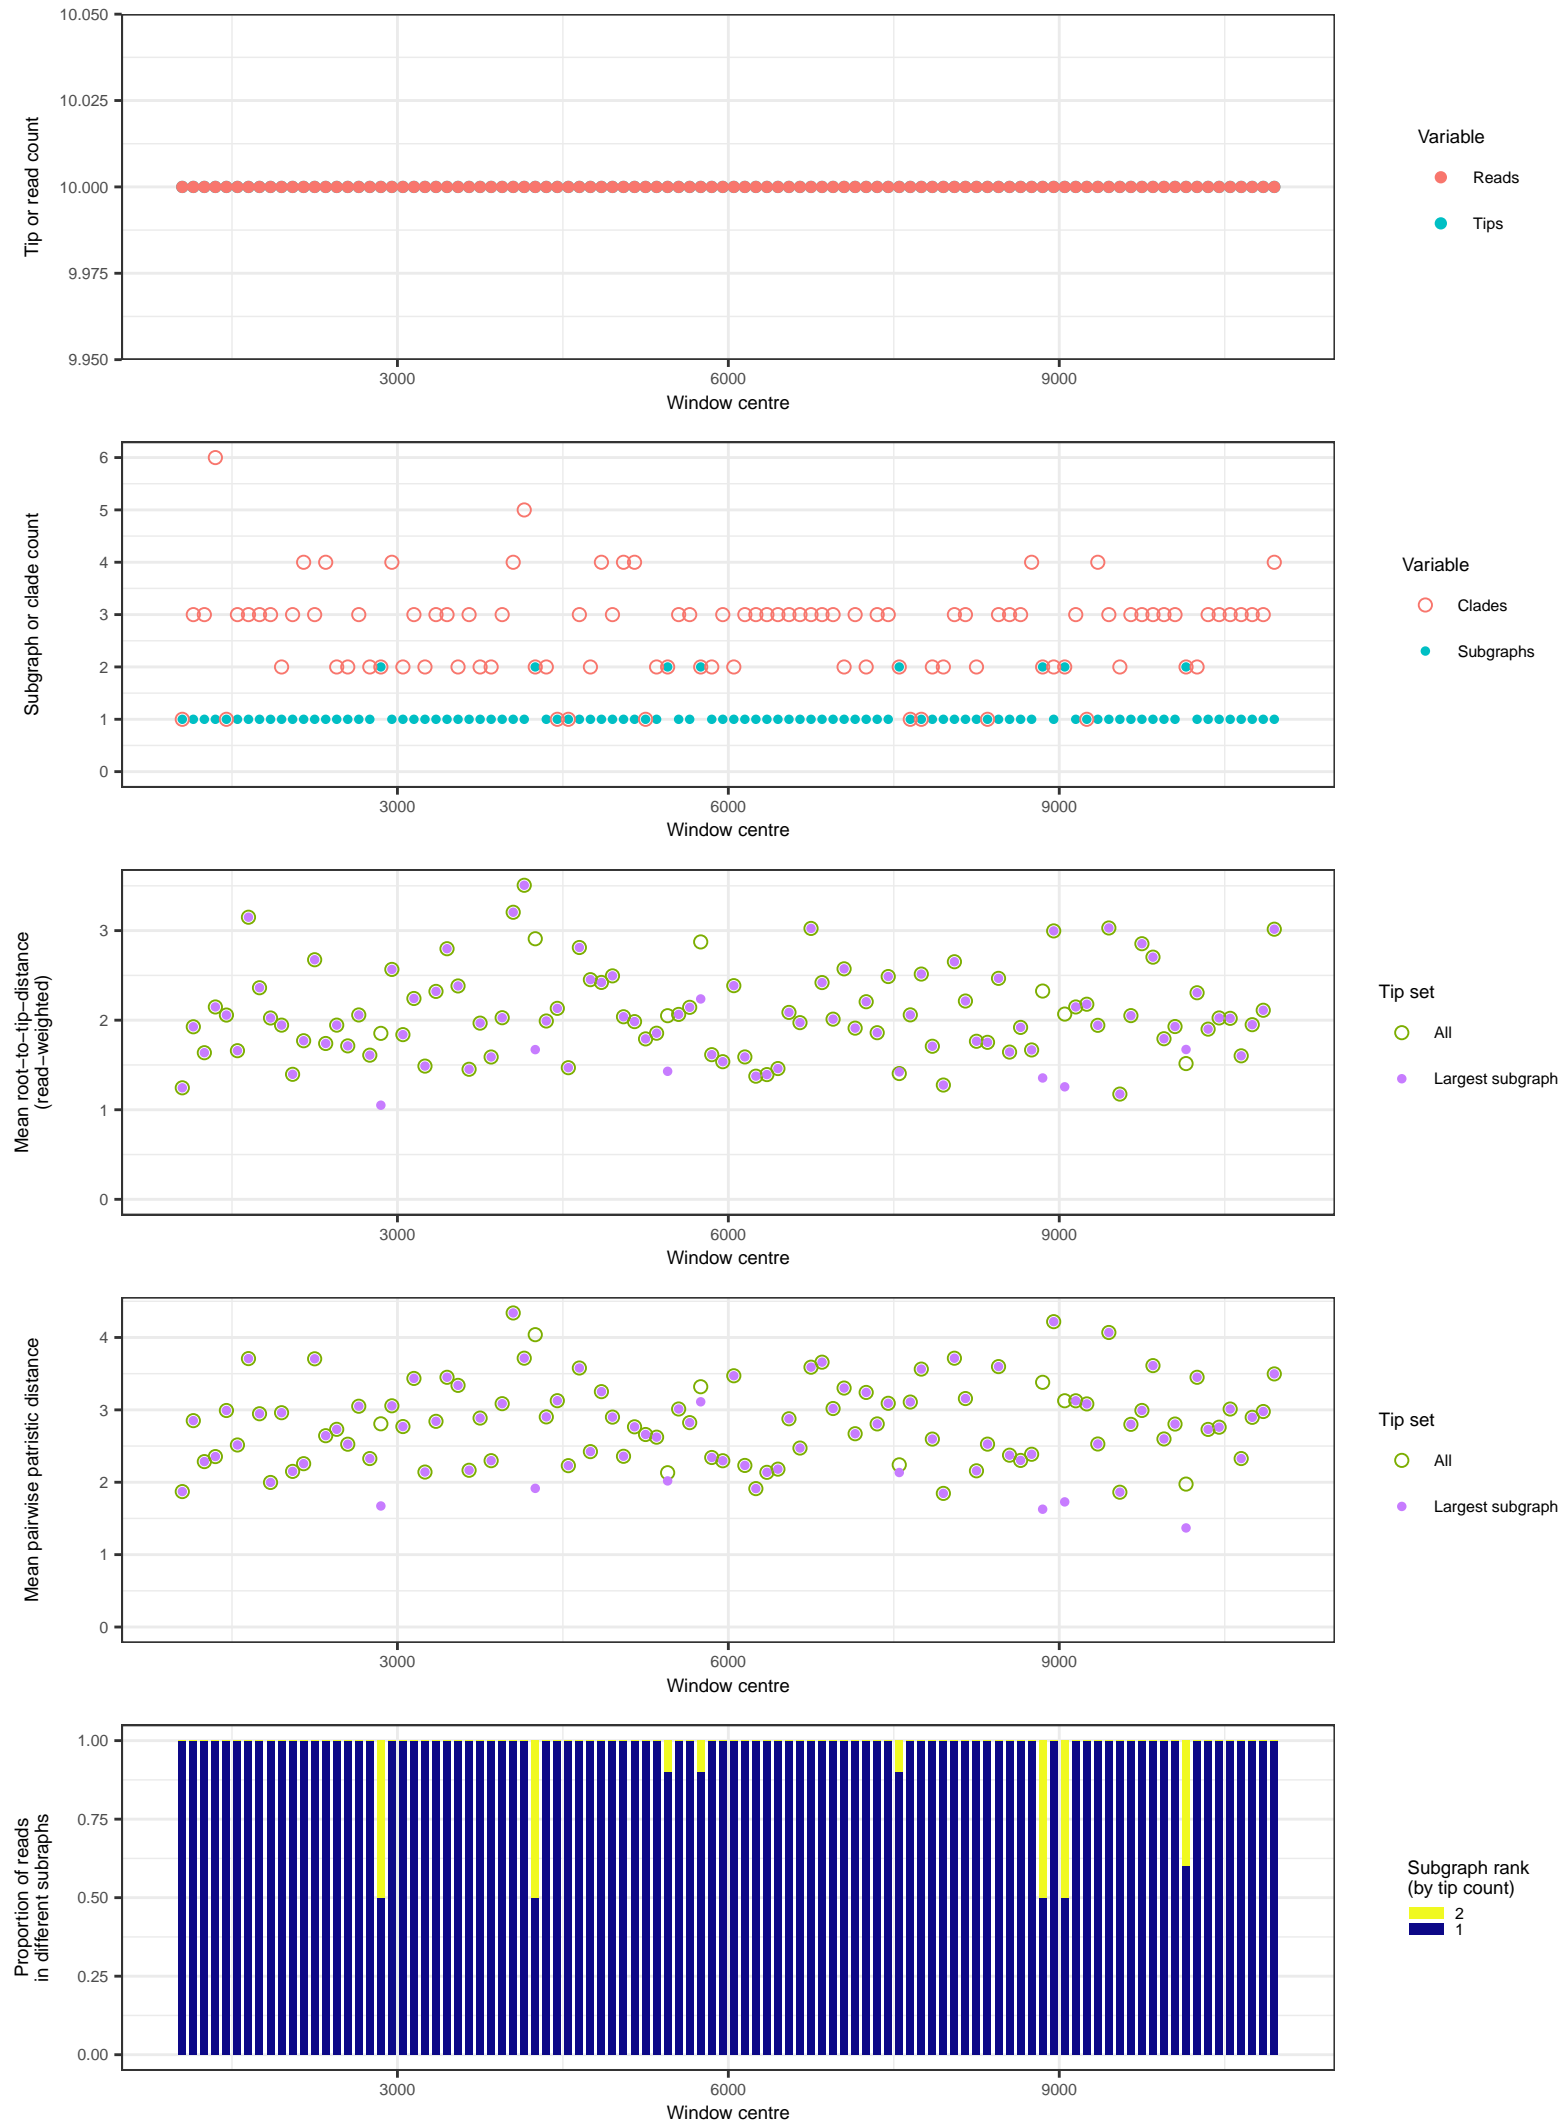 10.050
10.025
10.000
9.975
9.950
Tip or read count
3000 6000 9000
Window centre
Variable
Reads
Tips
6
5
4
3
2
1
0
Subgraph or clade count
3000 6000 9000
Window centre
Variable
Clades
Subgraphs
3
2
1
0
Mean root−to−tip−distance
(read−weighted)
3000 6000 9000
Window centre
Tip set
All
Largest subgraph
4
3
2
1
0
Mean pairwise patristic distance
3000 6000 9000
Window centre
Tip set
All
Largest subgraph
1.00
0.75
0.50
0.25
0.00
Proportion of reads
in different subraphs
3000 6000 9000
Window centre
Subgraph rank
(by tip count)
2
1